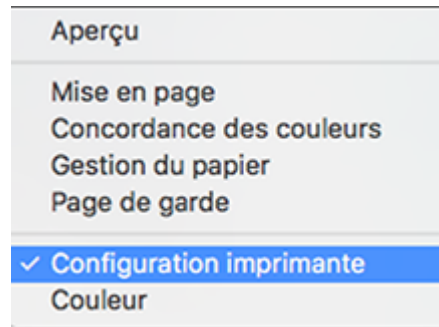 Aperçu
Mise en page
Concordance des couleurs
Gestion du papier
Page de garde
✓ Configuration imprimante
Couleur